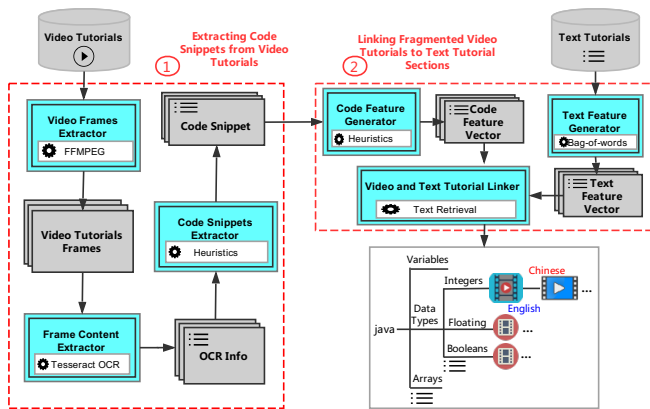 Video Tutorials
1
Extracting Code
Snippets from Video
Tutorials
2
Linking Fragmented Video
Tutorials to Text Tutorial
Sections
Text Tutorials
Video Frames
Extractor
FFMPEG
Code Snippet
Code Feature
Generator
Heuristics
Code
Feature
Vector
Text Feature
Generator
Bag-of-words
Video Tutorials
Frames
Code Snippets
Extractor
Heuristics
Video and Text Tutorial Linker
Text Retrieval
Text
Feature
Vector
Frame Content
Extractor
Tesseract OCR
OCR Info
Variables
Integers
Chinese
...
English
java
Data
Types
Floating
...
Booleans
...
Arrays